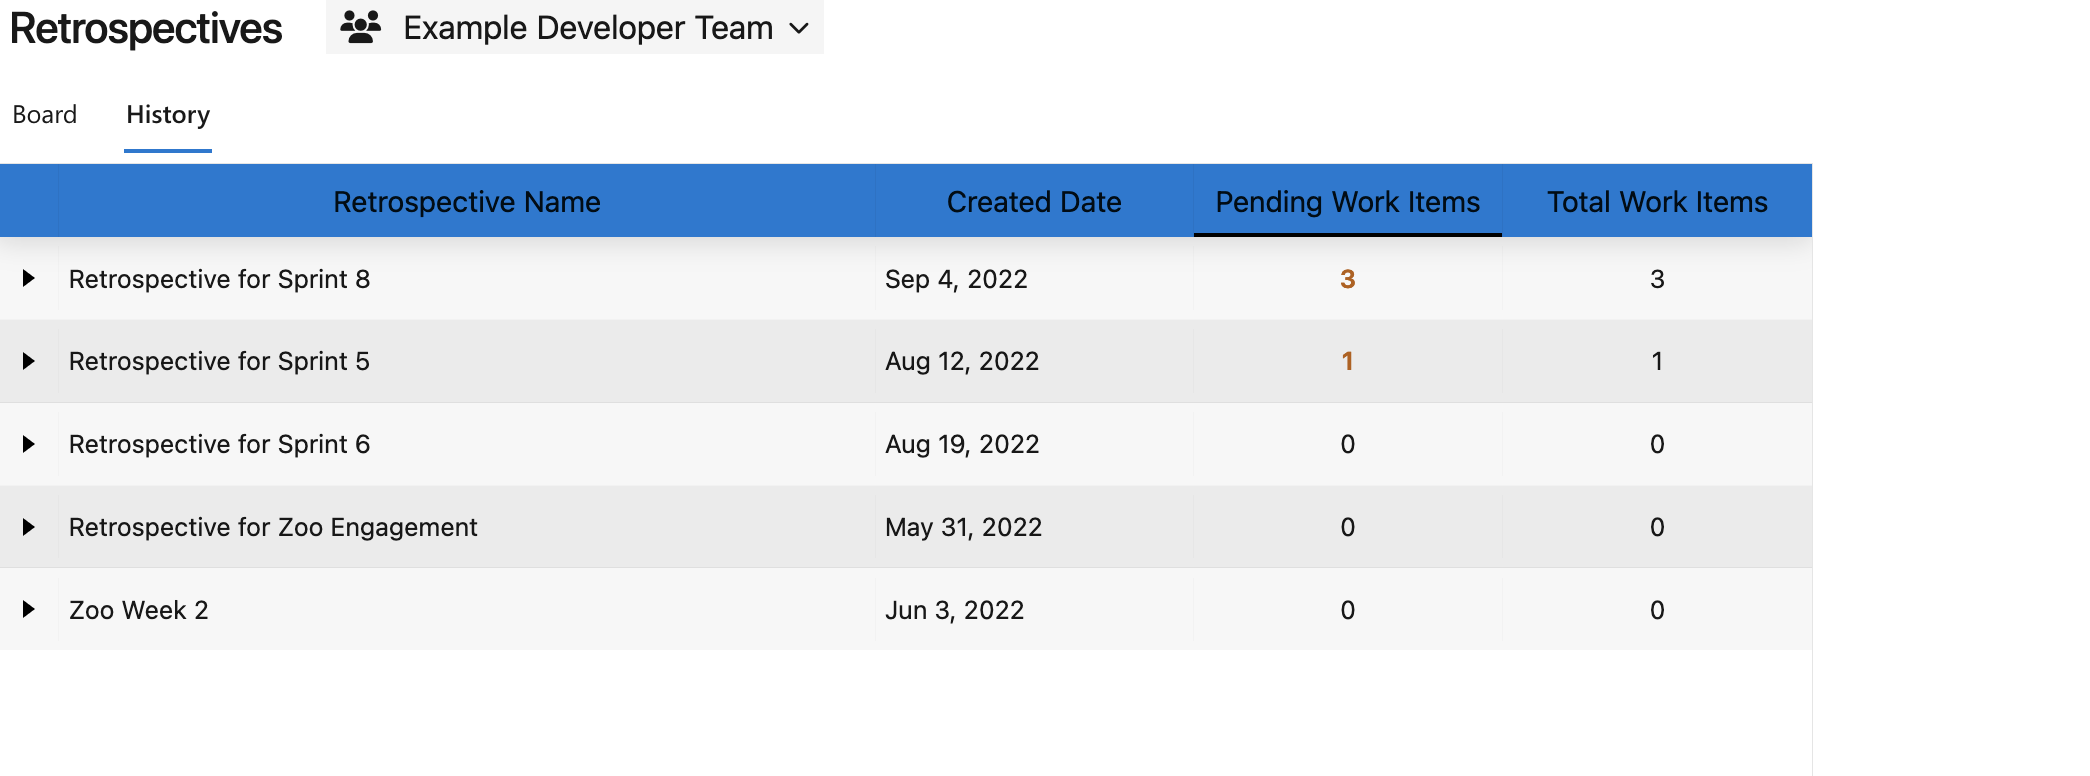 Retrospectives Example Developer Team
Board History
Retrospective Name Created Date Pending Work Items Total Work Items
Retrospective for Sprint 8 Sep 4, 2022 3 3
Retrospective for Sprint 5 Aug 12, 2022 1 1
Retrospective for Sprint 6 Aug 19, 2022 0 0
Retrospective for Zoo Engagement May 31, 2022 0 0
Zoo Week 2 Jun 3, 2022 0 0